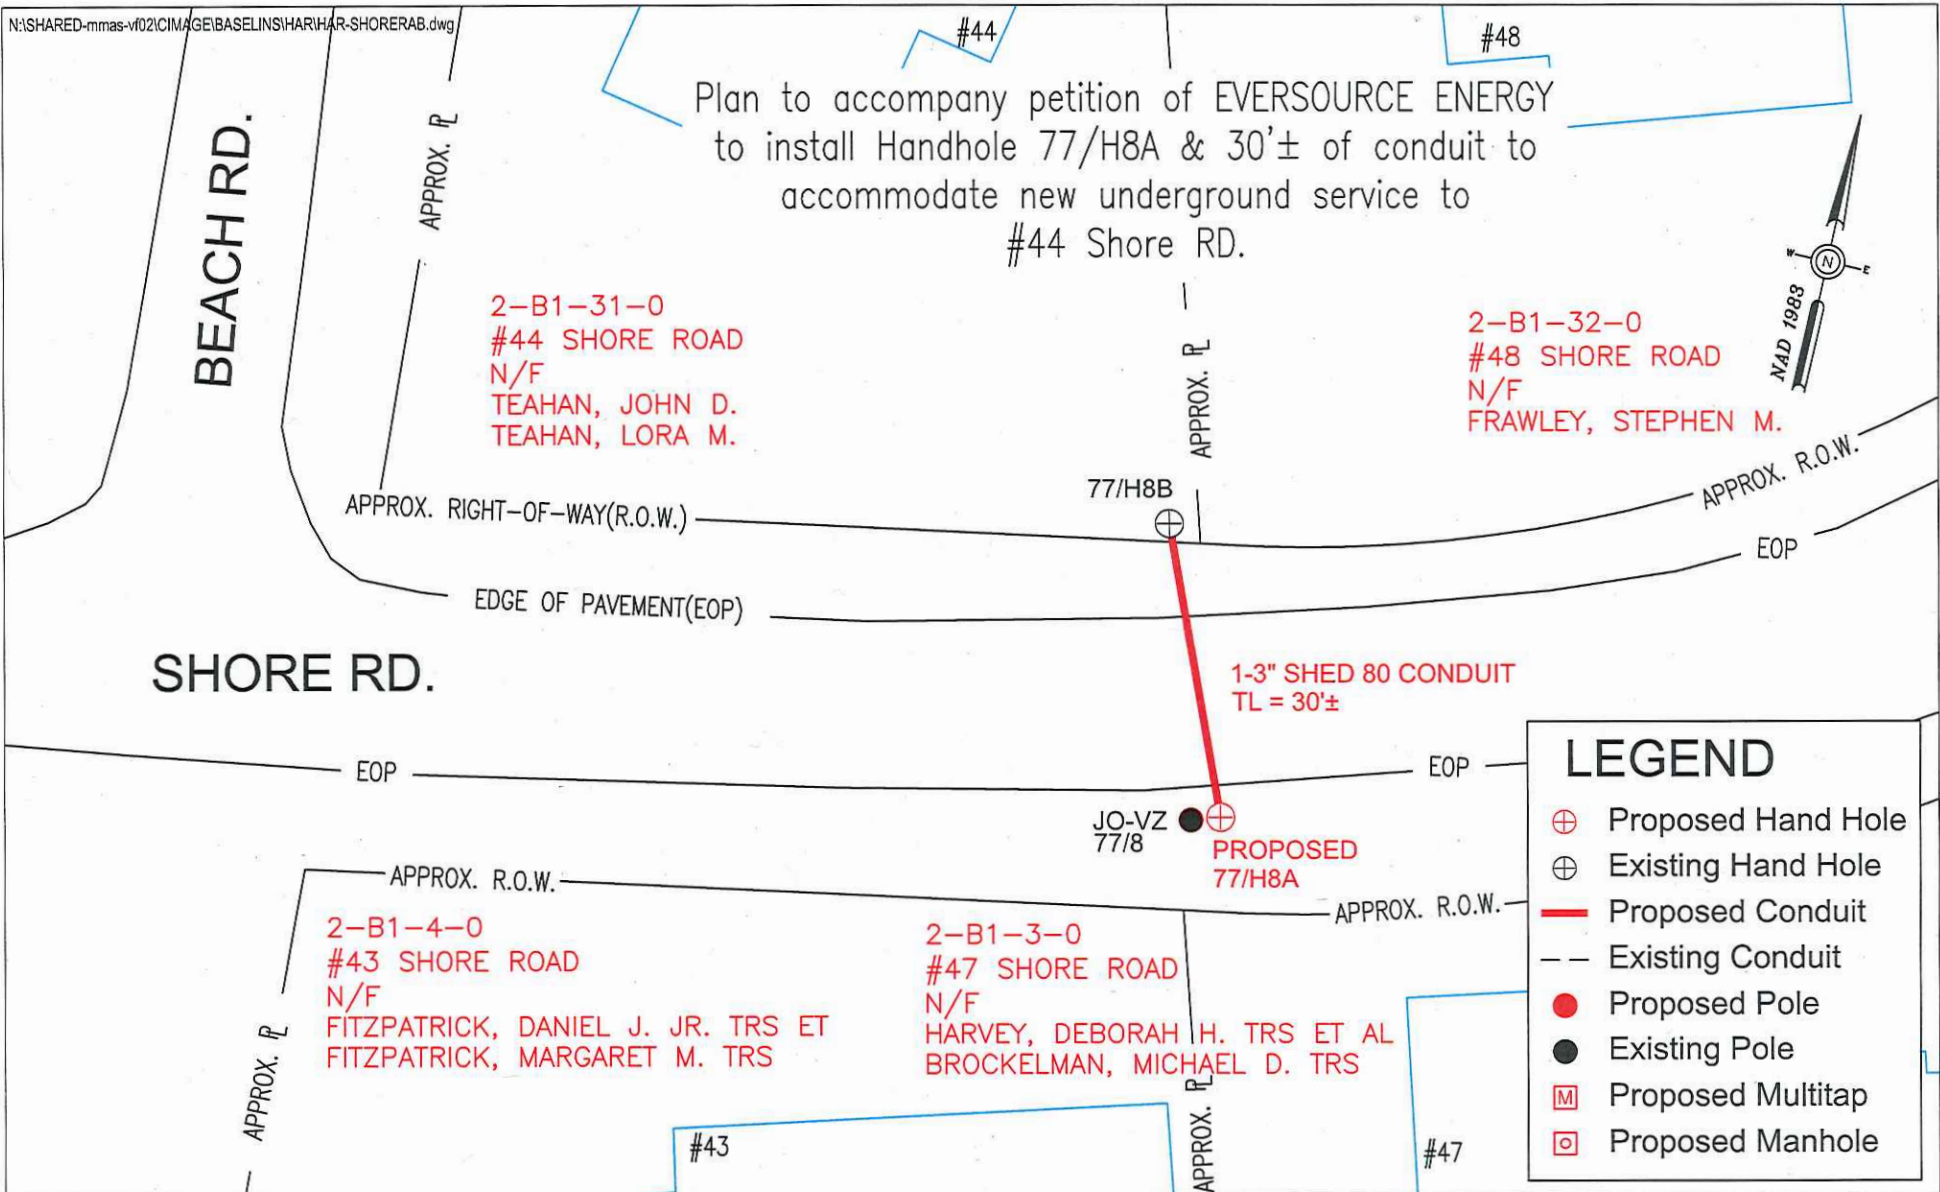 N:\SHARED-mmas-vf02\CIMAGE\BASELINS\HAR\HAR-SHORERAB.dwg
#44
#48
Plan to accompany petition of EVERSOURCE ENERGY
to install Handhole 77/H8A & 30'± of conduit to
accommodate new underground service to
#44 Shore RD.
BEACH RD.
APPROX. PL
2-B1-31-0
#44 SHORE ROAD
N/F
TEAHAN, JOHN D.
TEAHAN, LORA M.
APPROX. PL
2-B1-32-0
#48 SHORE ROAD
N/F
FRAWLEY, STEPHEN M.
W
N
E
NAD 1983
77/H8B
APPROX. RIGHT-OF-WAY(R.O.W.)
APPROX. R.O.W.
EOP
EDGE OF PAVEMENT(EOP)
SHORE RD.
1-3" SHED 80 CONDUIT
TL = 30'±
EOP
EOP
JO-VZ
77/8
PROPOSED
77/H8A
APPROX. R.O.W.
APPROX. R.O.W.
2-B1-4-0
#43 SHORE ROAD
N/F
FITZPATRICK, DANIEL J. JR. TRS ET
FITZPATRICK, MARGARET M. TRS
2-B1-3-0
#47 SHORE ROAD
N/F
HARVEY, DEBORAH H. TRS ET AL
BROCKELMAN, MICHAEL D. TRS
APPROX. PL
APPROX. PL
#43
#47
LEGEND
Proposed Hand Hole
Existing Hand Hole
Proposed Conduit
Existing Conduit
Proposed Pole
Existing Pole
M Proposed Multitap
Proposed Manhole